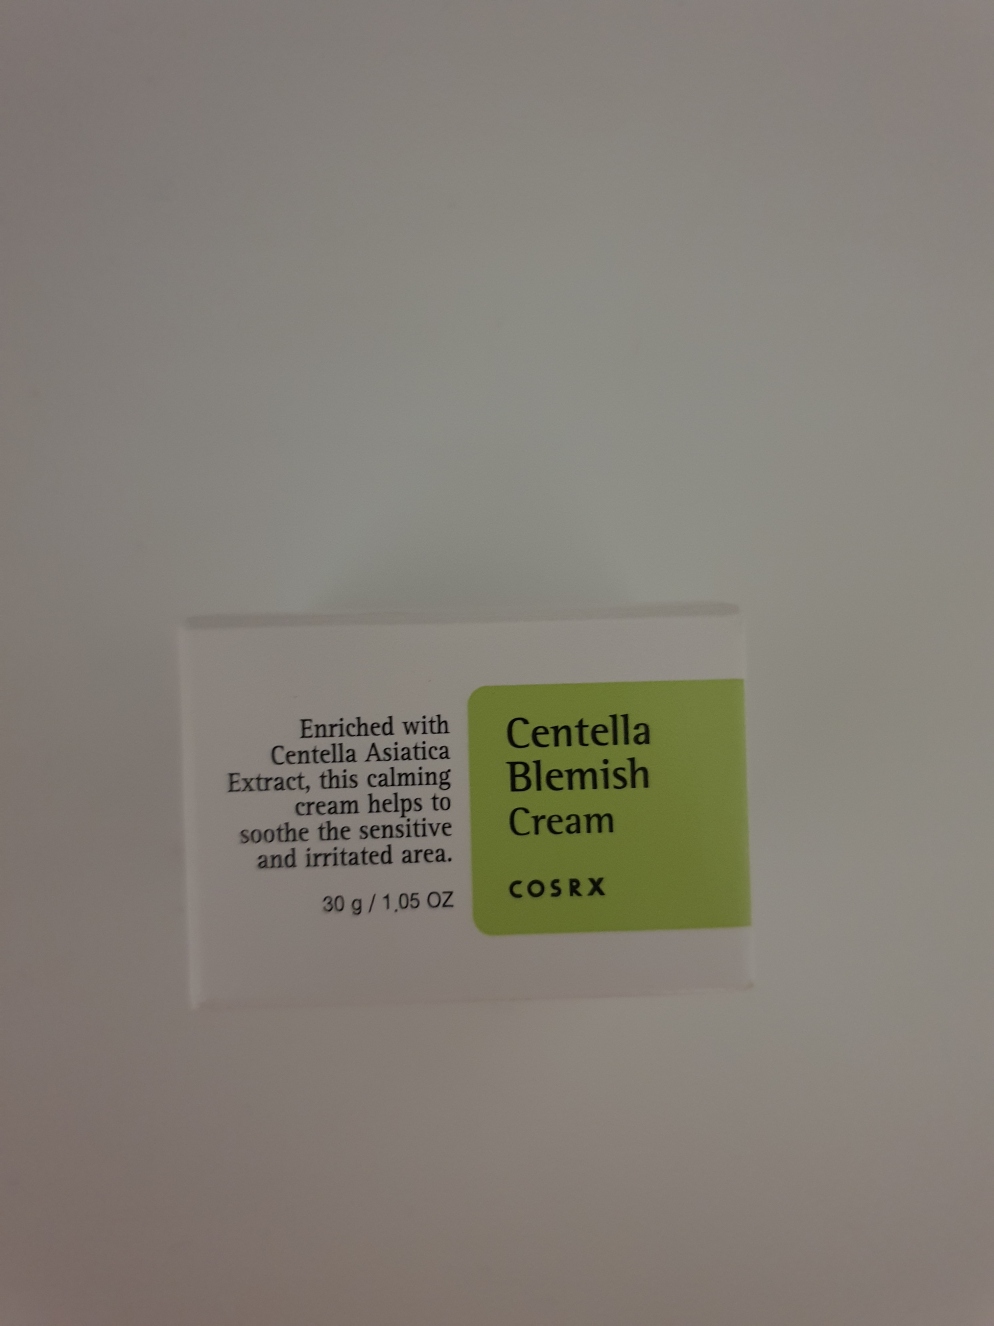 Enriched with
Centella Asiatica
Extract, this calming
cream helps to
soothe the sensitive
and irritated area.
30 g / 1.05 OZ
Centella
Blemish
Cream
COSRX